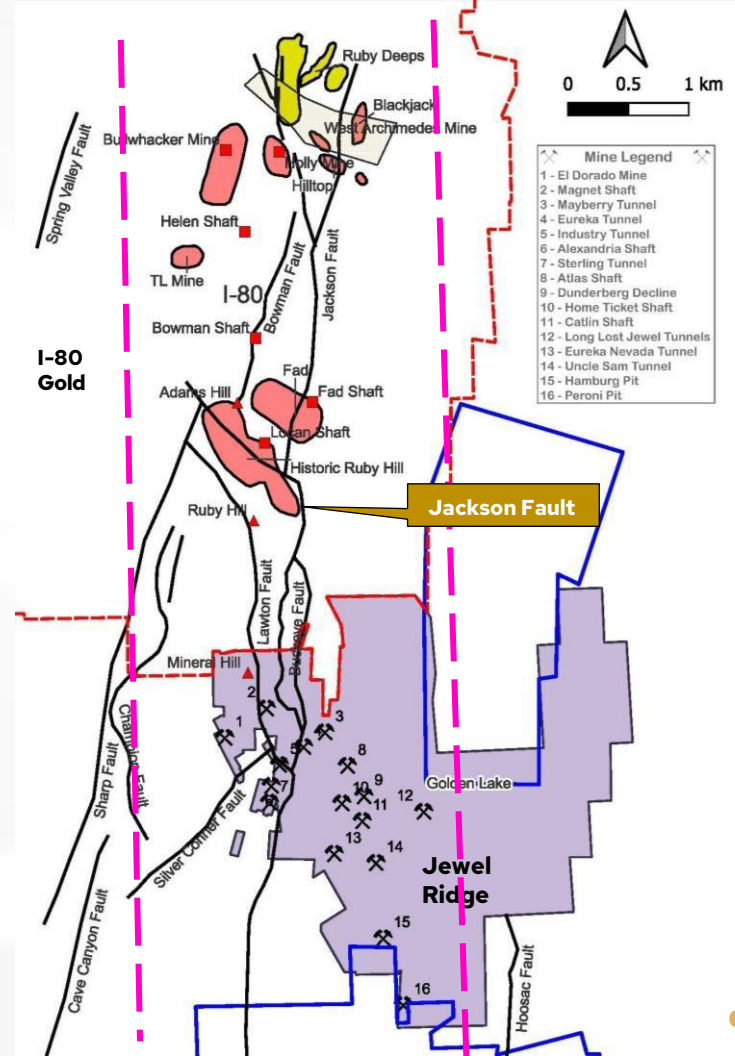 Ruby Deeps
0 0.5 1 km
Blackjack
West Archimedes Mine
Spring Valley Fault
Bullwhacker Mine
Holly Mine
Hilltop
Mine Legend
1 - El Dorado Mine
2 - Magnet Shaft
3 - Mayberry Tunnel
4 - Eureka Tunnel
5 - Industry Tunnel
6 - Alexandria Shaft
7 - Sterling Tunnel
8 - Atlas Shaft
9 - Dunderberg Decline
10 - Home Ticket Shaft
11 - Catlin Shaft
12 - Long Lost Jewel Tunnels
13 - Eureka Nevada Tunnel
14 - Uncle Sam Tunnel
15 - Hamburg Pit
16 - Peroni Pit
Helen Shaft
TL Mine
I-80
Bowman Fault
Jackson Fault
Bowman Shaft
I-80
Gold
Fad
Adams Hill
Fad Shaft
Locan Shaft
Historic Ruby Hill
Ruby Hill
Jackson Fault
Lawton Fault
Buckeye Fault
Mineral Hill
2
1
3
4
5
8
Sharp Fault
Champion Fault
7
9
10
Golden Lake
11
12
Silver Conner Fault
13
14
Jewel
Ridge
15
Cave Canyon Fault
16
Hoosac Fault